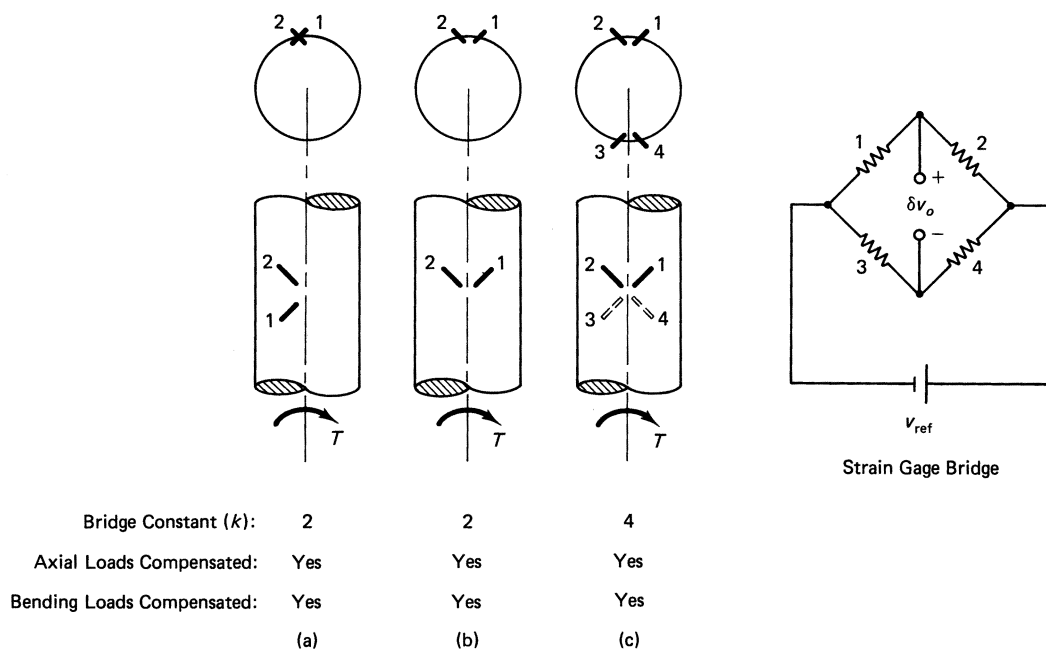 2 1 2 1 2 1
3 4
1 2
+
δvₒ
−
3 4
2 2 1 2 1
1 3 4
T T T
v_ref
Strain Gage Bridge
Bridge Constant (k): 2 2 4
Axial Loads Compensated: Yes Yes Yes
Bending Loads Compensated: Yes Yes Yes
(a) (b) (c)